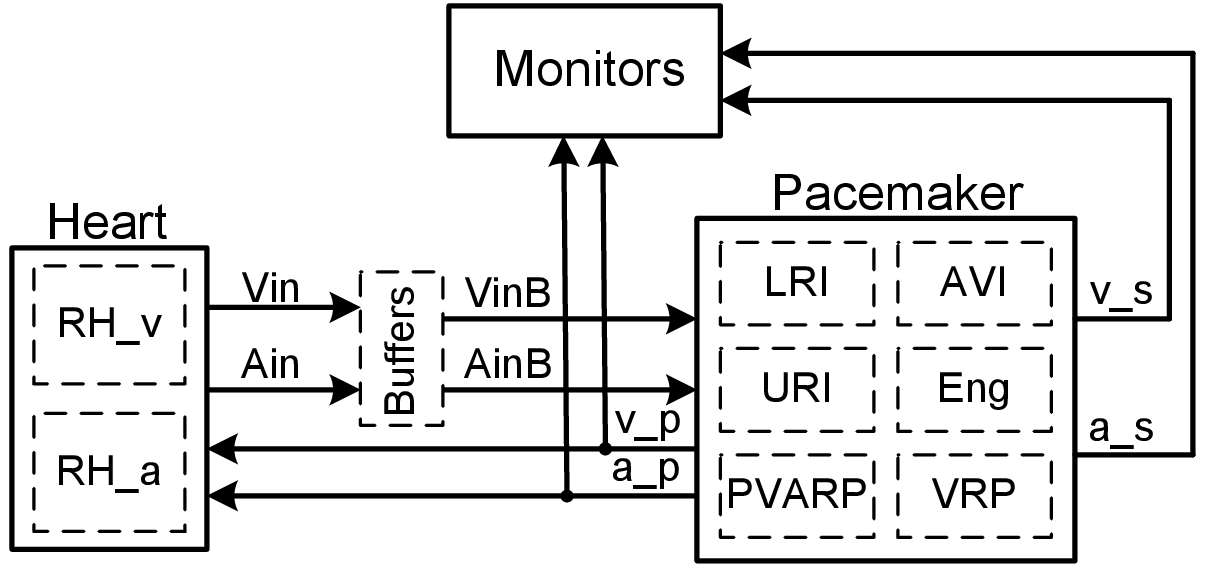 Monitors
Pacemaker
Heart
RH_v
RH_a
Vin
Ain
Buffers
VinB
AinB
v_p
a_p
LRI
AVI
URI
Eng
PVARP
VRP
v_s
a_s